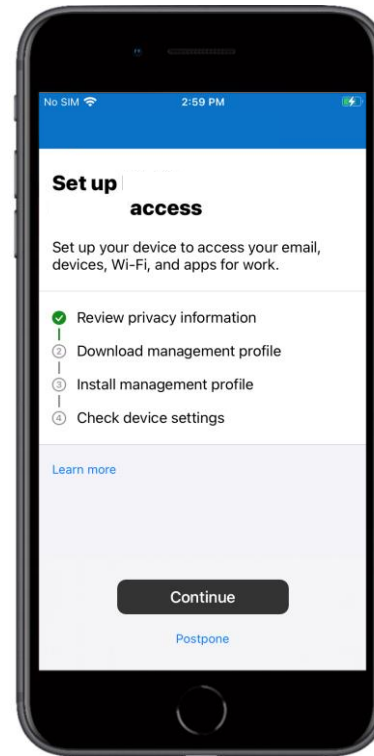 No SIM
2:59 PM
Set up
access
Set up your device to access your email,
devices, Wi-Fi, and apps for work.
Review privacy information
2 Download management profile
3 Install management profile
4 Check device settings
Learn more
Continue
Postpone